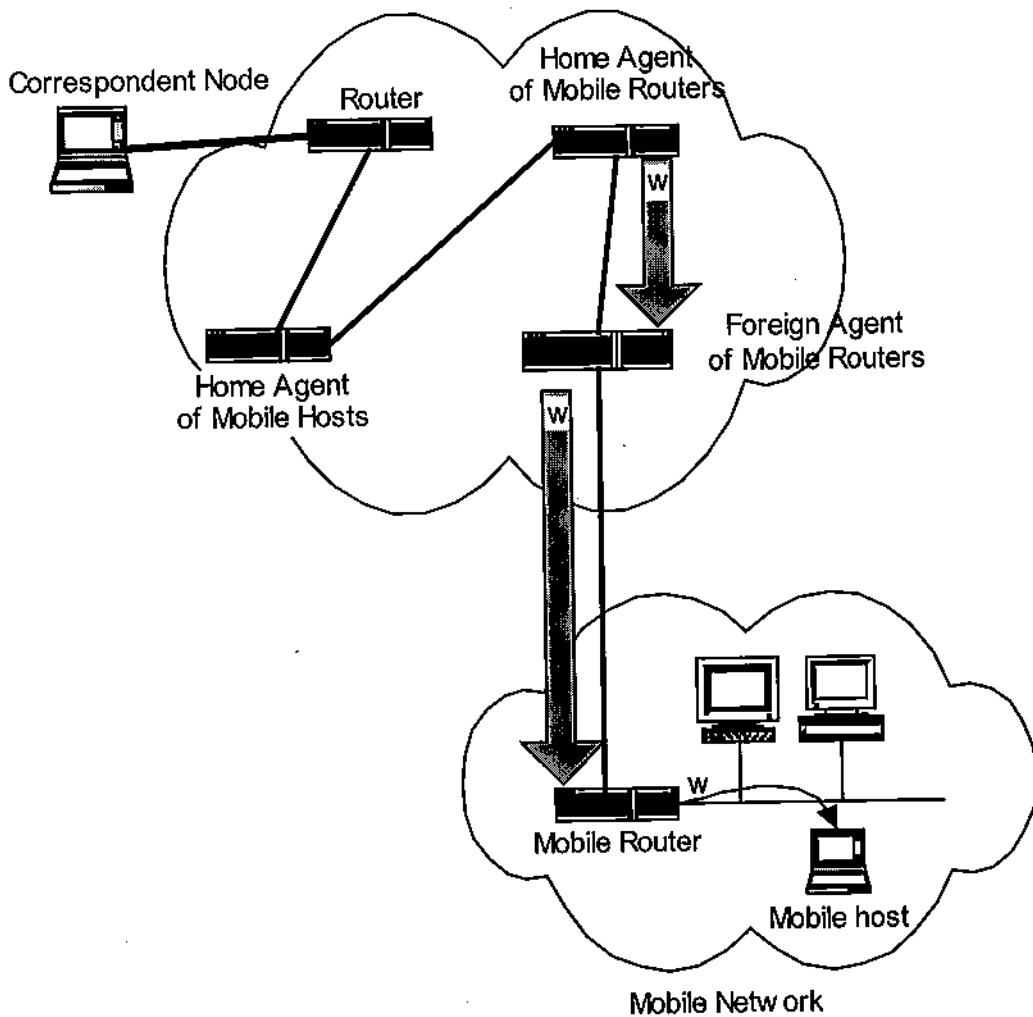 Home Agent
of Mobile Routers
Correspondent Node
Router
W
Foreign Agent
of Mobile Routers
Home Agent
of Mobile Hosts
W
W
Mobile Router
Mobile host
Mobile Network